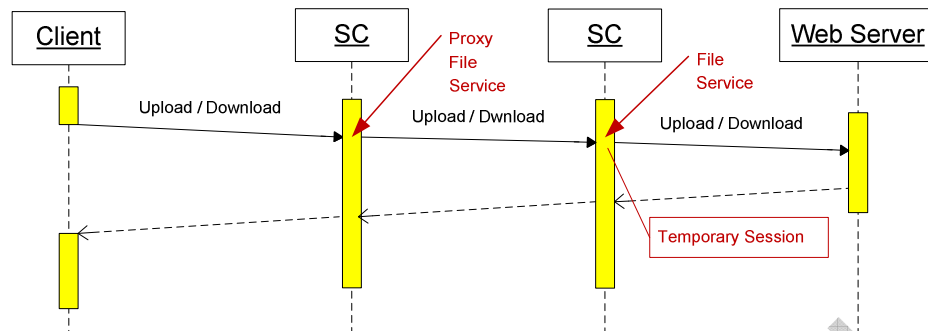 Client
SC
SC
Web Server
Proxy
File
Service
File
Service
Upload / Download
Upload / Dwnload
Upload / Download
Temporary Session